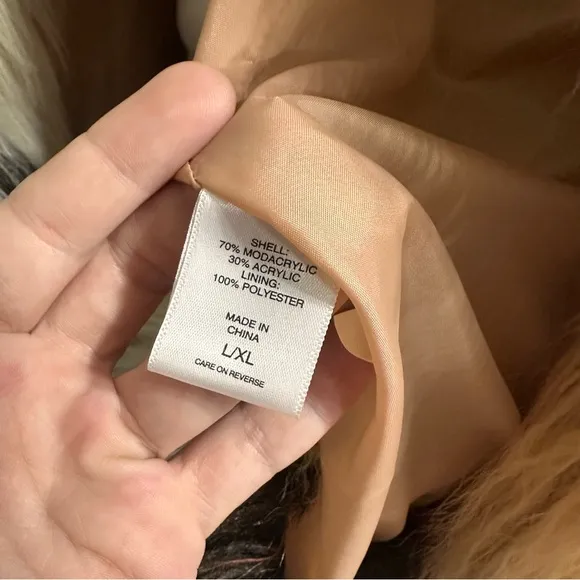 SHELL:
70% MODACRYLIC
30% ACRYLIC
LINING:
100% POLYESTER
MADE IN
CHINA
L/XL
CARE ON REVERSE